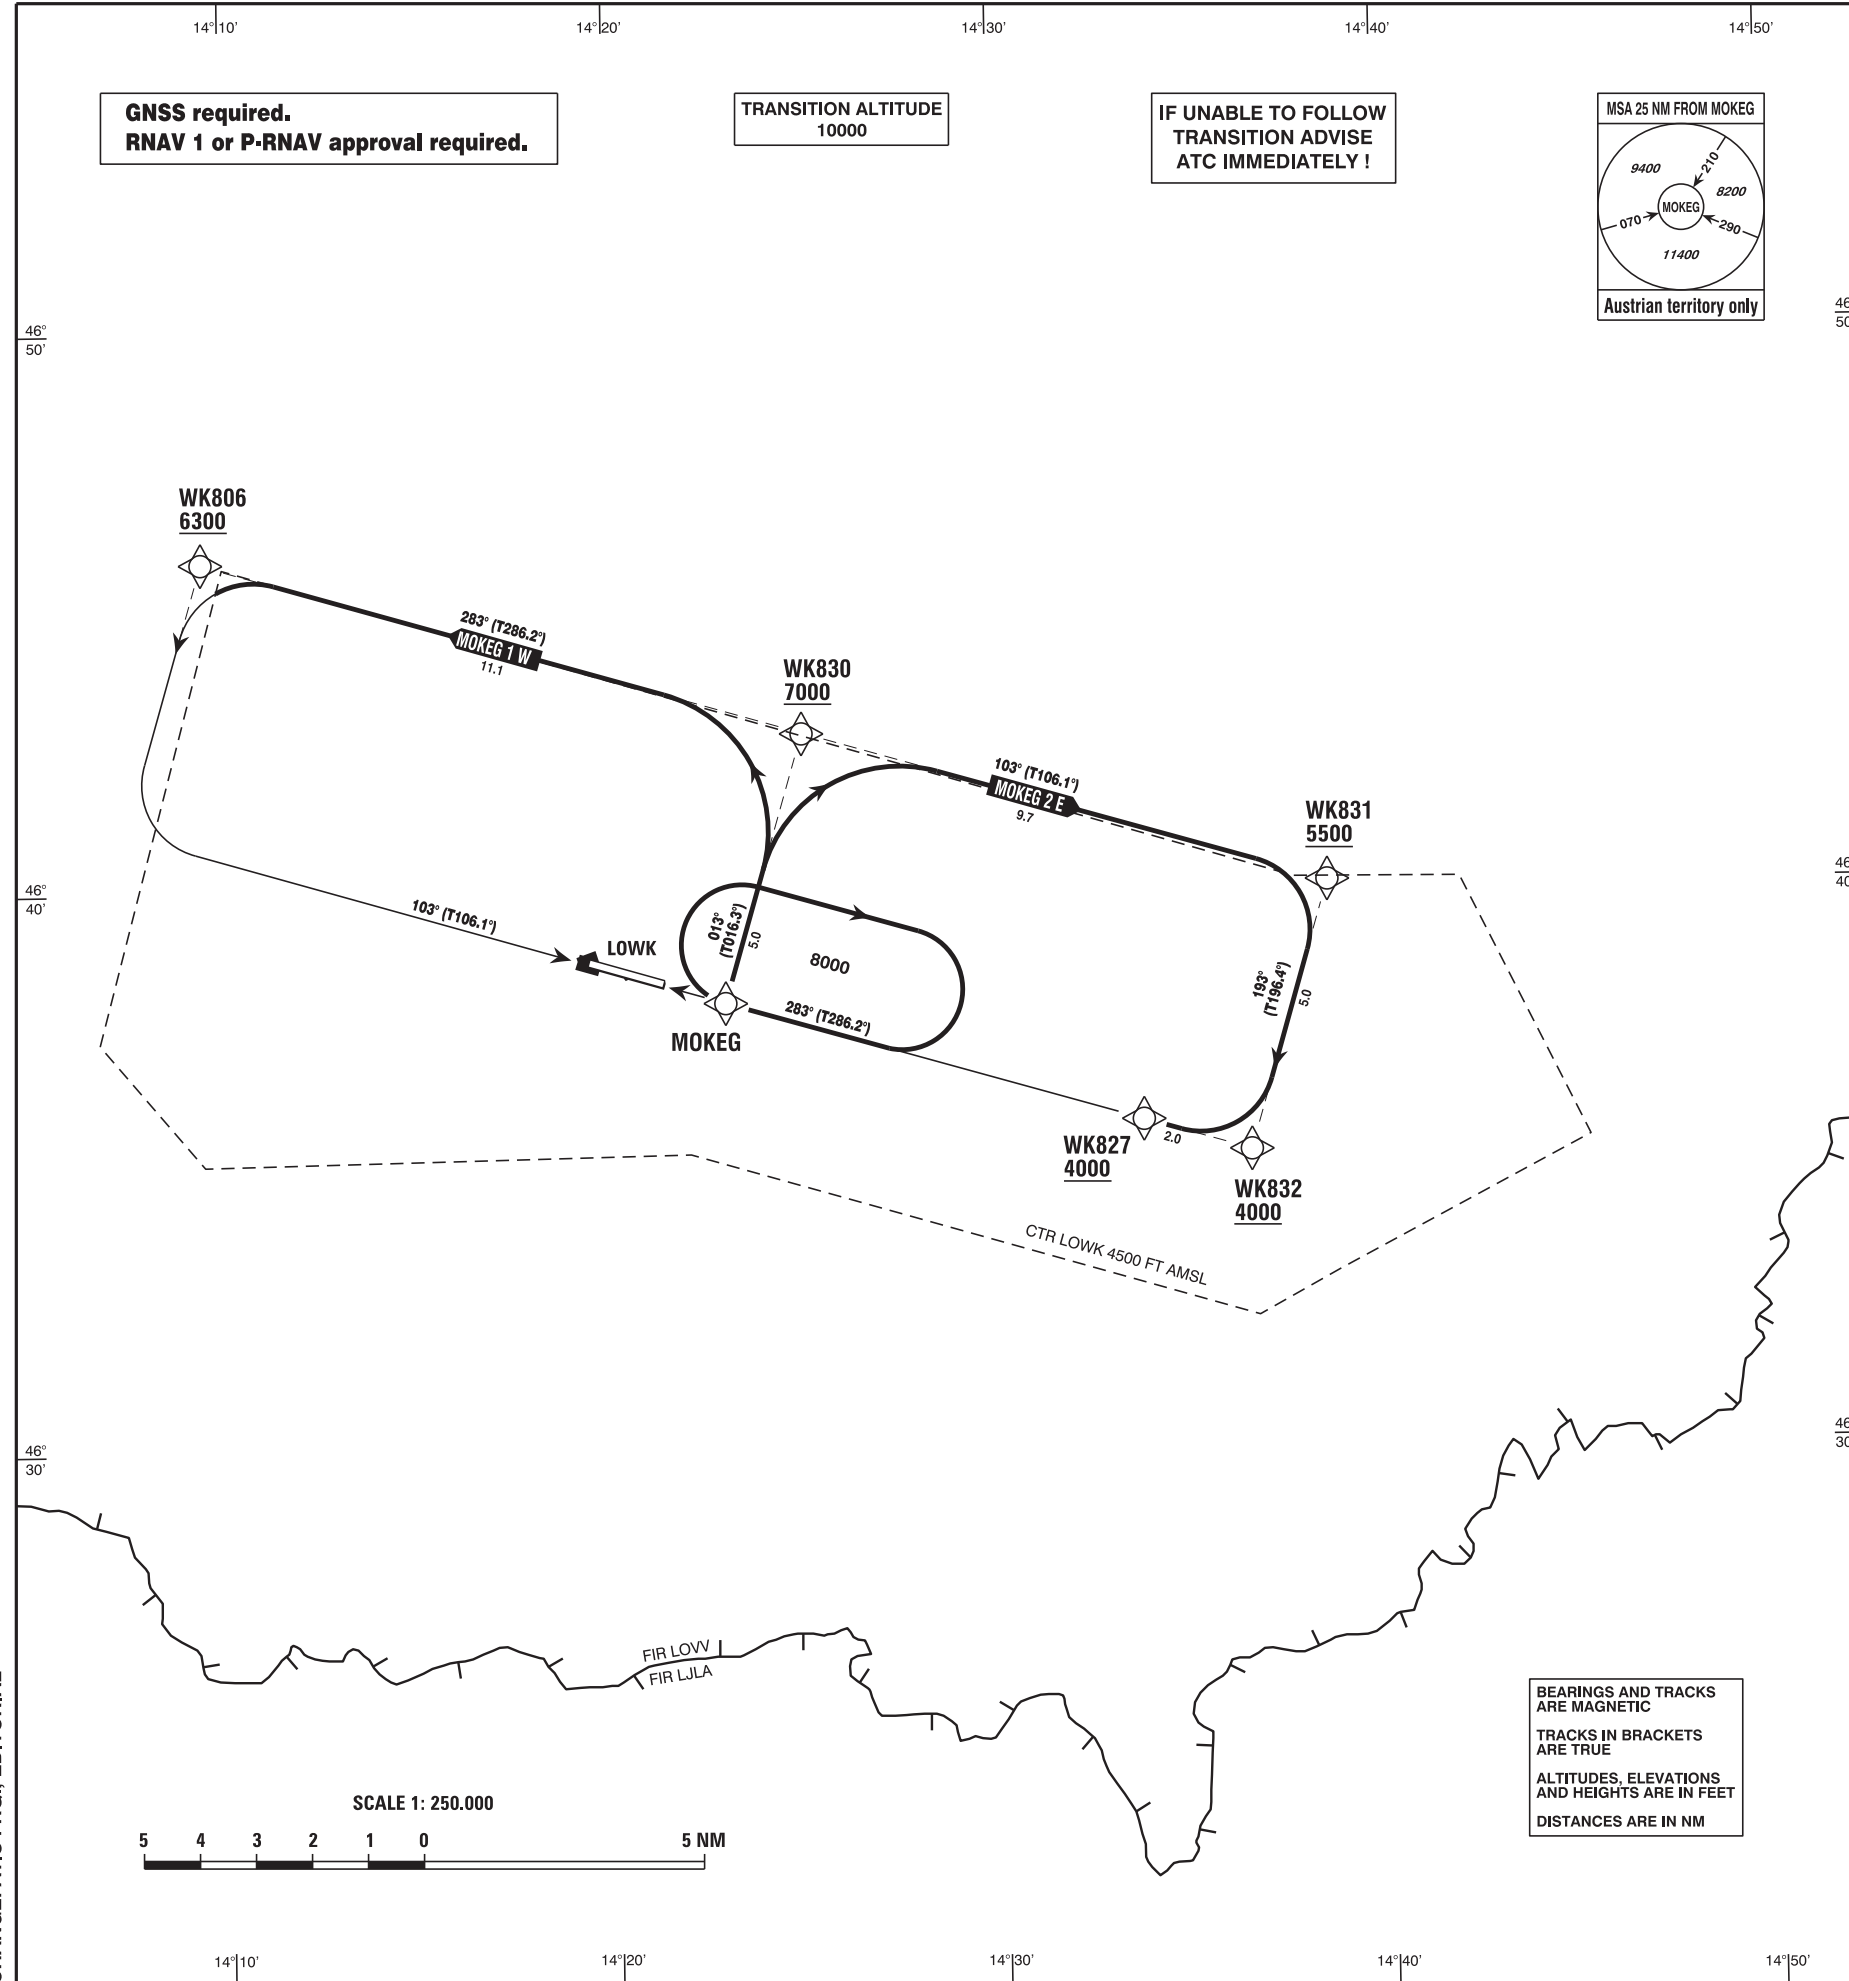 14°10'
14°20'
14°30'
14°40'
14°50'
GNSS required.
RNAV 1 or P-RNAV approval required.
TRANSITION ALTITUDE
10000
IF UNABLE TO FOLLOW
TRANSITION ADVISE
ATC IMMEDIATELY !
MSA 25 NM FROM MOKEG
9400
210
8200
MOKEG
070
290
11400
Austrian territory only
46°
50'
WK806
6300
283° (T286.2°)
MOKEG 1 W
11.1
WK830
7000
103° (T106.1°)
MOKEG 2 E
9.7
WK831
5500
46°
40'
103° (T106.1°)
LOWK
013°
(T016.3°)
5.0
8000
193°
(T196.4°)
5.0
283° (T286.2°)
MOKEG
WK827
4000
2.0
WK832
4000
CTR LOWK 4500 FT AMSL
46°
30'
FIR LOVV
FIR LJLA
BEARINGS AND TRACKS
ARE MAGNETIC
TRACKS IN BRACKETS
ARE TRUE
ALTITUDES, ELEVATIONS
AND HEIGHTS ARE IN FEET
DISTANCES ARE IN NM
SCALE 1: 250.000
5 4 3 2 1 0 5 NM
14°10'
14°20'
14°30'
14°40'
14°50'